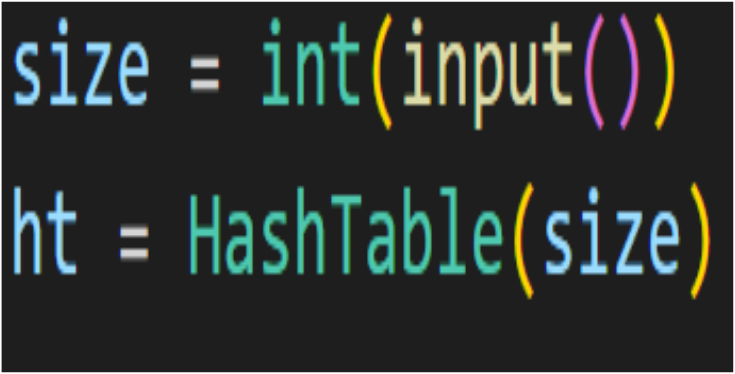 size = int(input())
ht = HashTable(size)